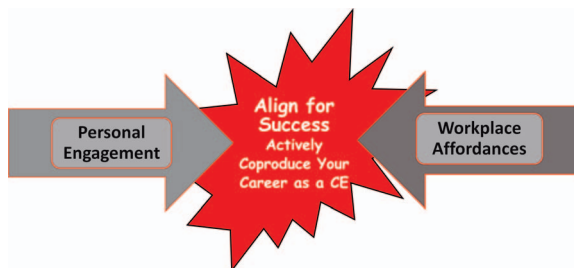 Personal
Engagement
Align for
Success
Actively
Coproduce Your
Career as a CE
Workplace
Affordances